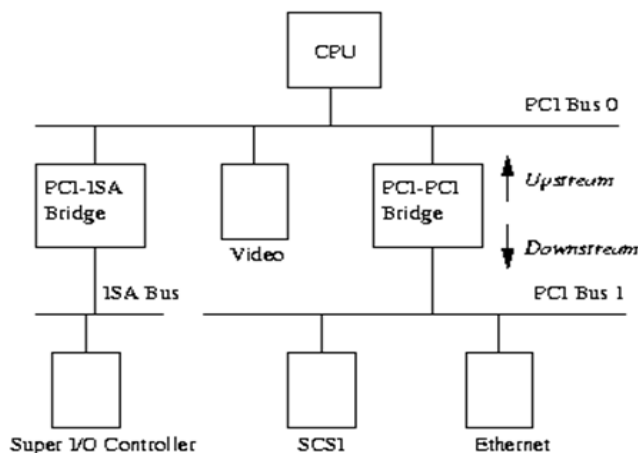 CPU
PCI Bus 0
PCI-ISA
Bridge
Video
PCI-PCI
Bridge
Upstream
Downstream
ISA Bus
PCI Bus 1
Super I/O Controller
SCSI
Ethernet